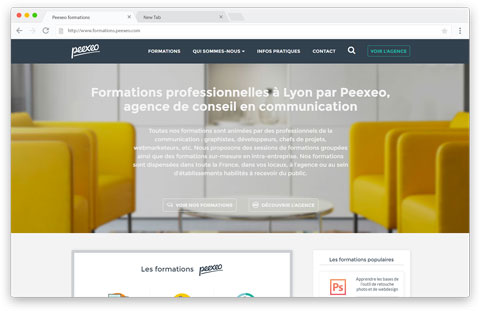 Peexeo formations
New Tab
http://www.formations.peexeo.com
peexeo
FORMATIONS
QUI SOMMES-NOUS
INFOS PRATIQUES
CONTACT
VOIR L'AGENCE
Formations professionnelles à Lyon par Peexeo,
agence de conseil en communication
Toutes nos formations sont animées par des professionnels de la
communication : graphistes, développeurs, chefs de projets,
webmarketeurs, etc. Nous proposons des sessions de formations groupées
ainsi que des formations sur-mesure en intra-entreprise. Nos formations
sont dispensées dans toute la France, dans vos locaux, à l'agence ou au sein
d'établissements habilités à recevoir du public.
VOIR NOS FORMATIONS
DÉCOUVRIR L'AGENCE
Les formations peexeo
Les formations populaires
Ps
Apprendre les bases de
l'outil de retouche
photo et de webdesign